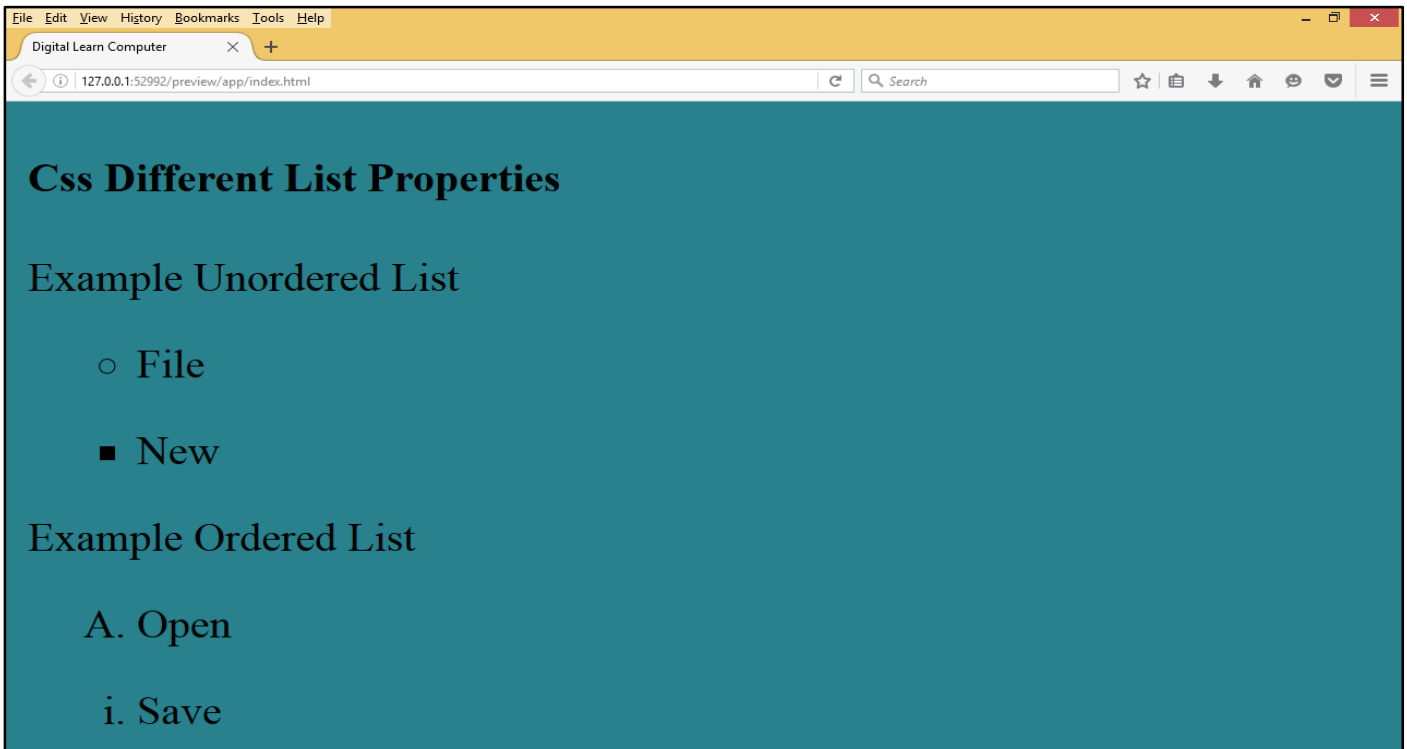 File Edit View History Bookmarks Tools Help
Digital Learn Computer
127.0.0.1:52992/preview/app/index.html
Search
Css Different List Properties
Example Unordered List
○ File
■ New
Example Ordered List
A. Open
i. Save